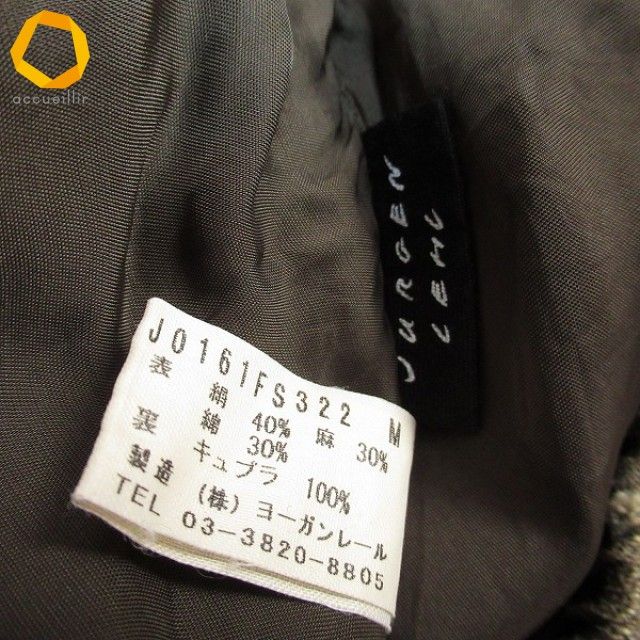 accueillir
JURGEN
LEHL
J0161FS322 M
表 絹 40% 麻 30%
綿 30%
裏 キュプラ 100%
製造 (株) ヨーガンレール
TEL 03-3820-8805